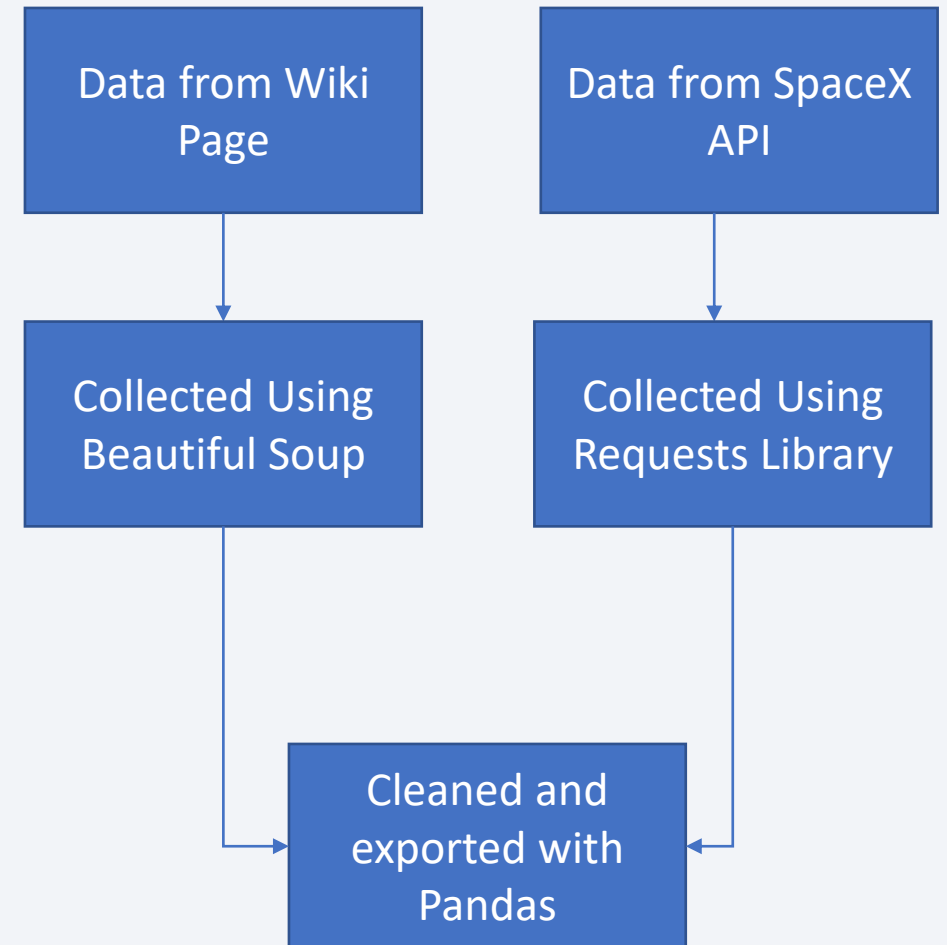 Data from Wiki
Page
Data from SpaceX
API
Collected Using
Beautiful Soup
Collected Using
Requests Library
Cleaned and
exported with
Pandas